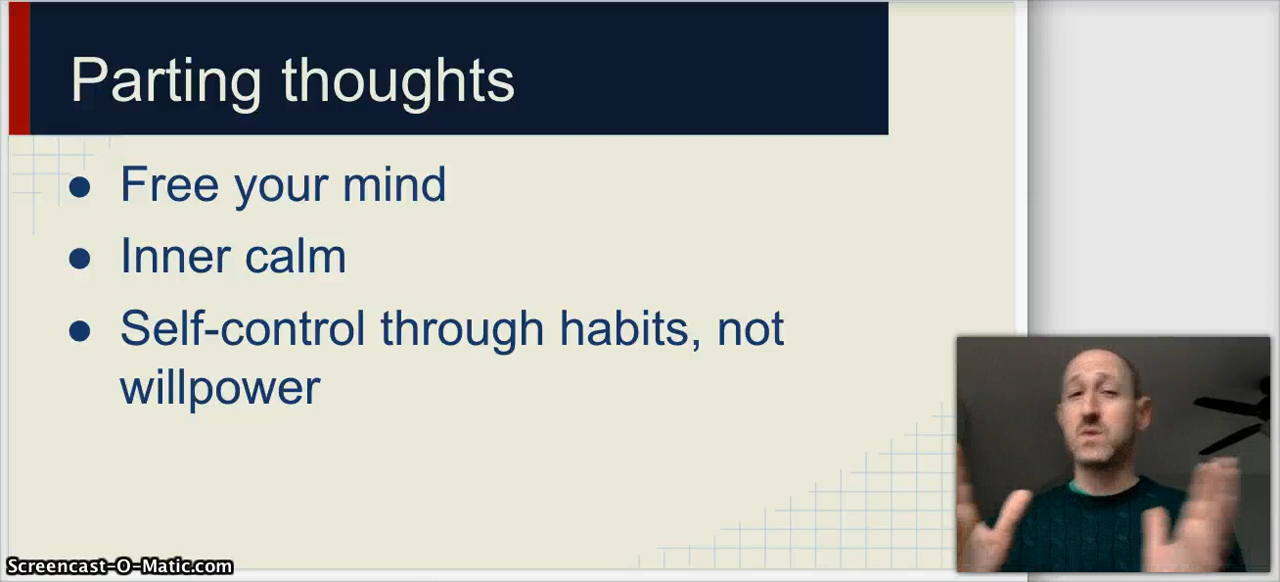 Parting thoughts
● Free your mind
● Inner calm
● Self-control through habits, not
willpower
Screencast-O-Matic.com